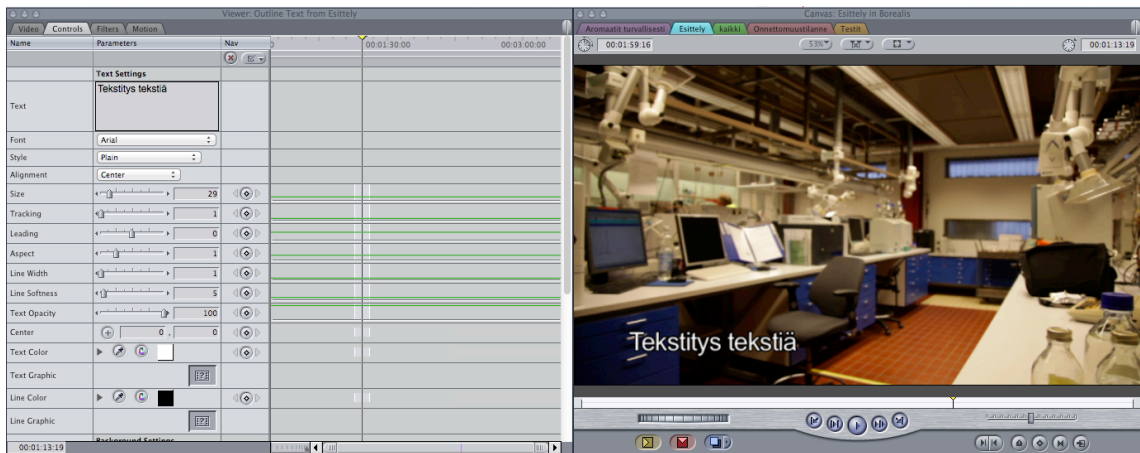 Viewer: Outline Text from Esittely
Video Controls Filters Motion
Name Parameters Nav 00:01:30:00 00:03:00:00
Text Settings
Text Tekstitys tekstiä
Font Arial
Style Plain
Alignment Center
Size 29
Tracking 1
Leading 0
Aspect 1
Line Width 1
Line Softness 5
Text Opacity 100
Center 0 , 0
Text Color
Text Graphic
Line Color
Line Graphic
Background Settings
00:01:13:19
Canvas: Esittely in Borealis
Aromaatit turvallisesti Esittely kaikki Onnettomuustilanne Testit
00:01:59:16 53% 00:01:13:19
Tekstitys tekstiä